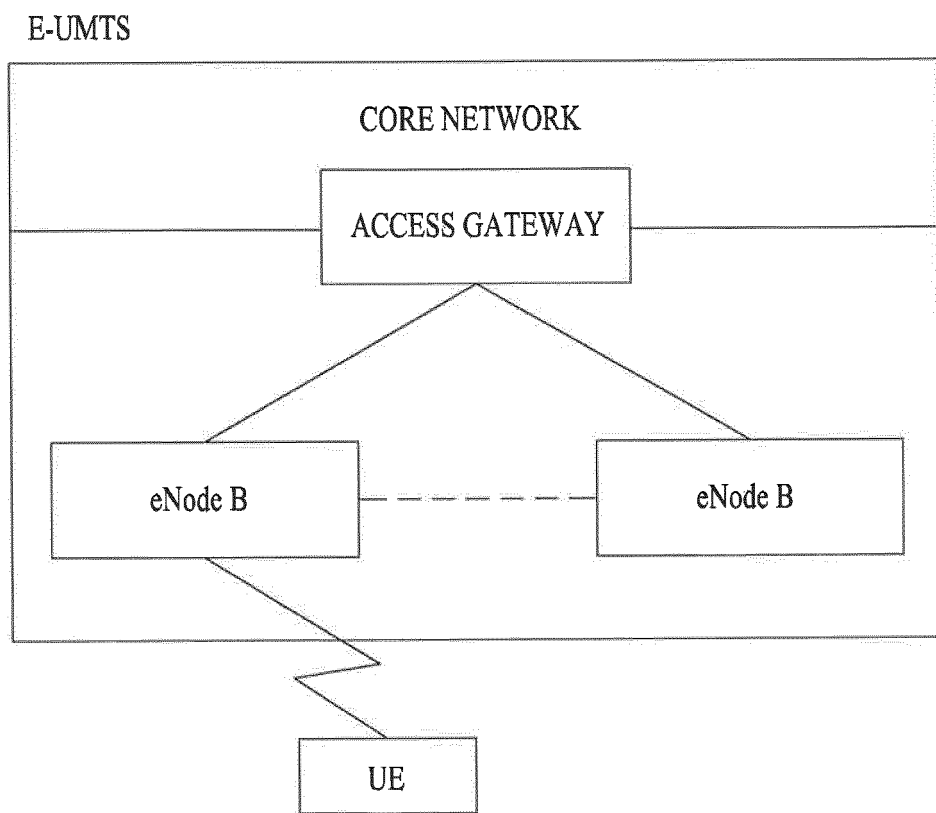 E-UMTS
CORE NETWORK
ACCESS GATEWAY
eNode B
eNode B
UE